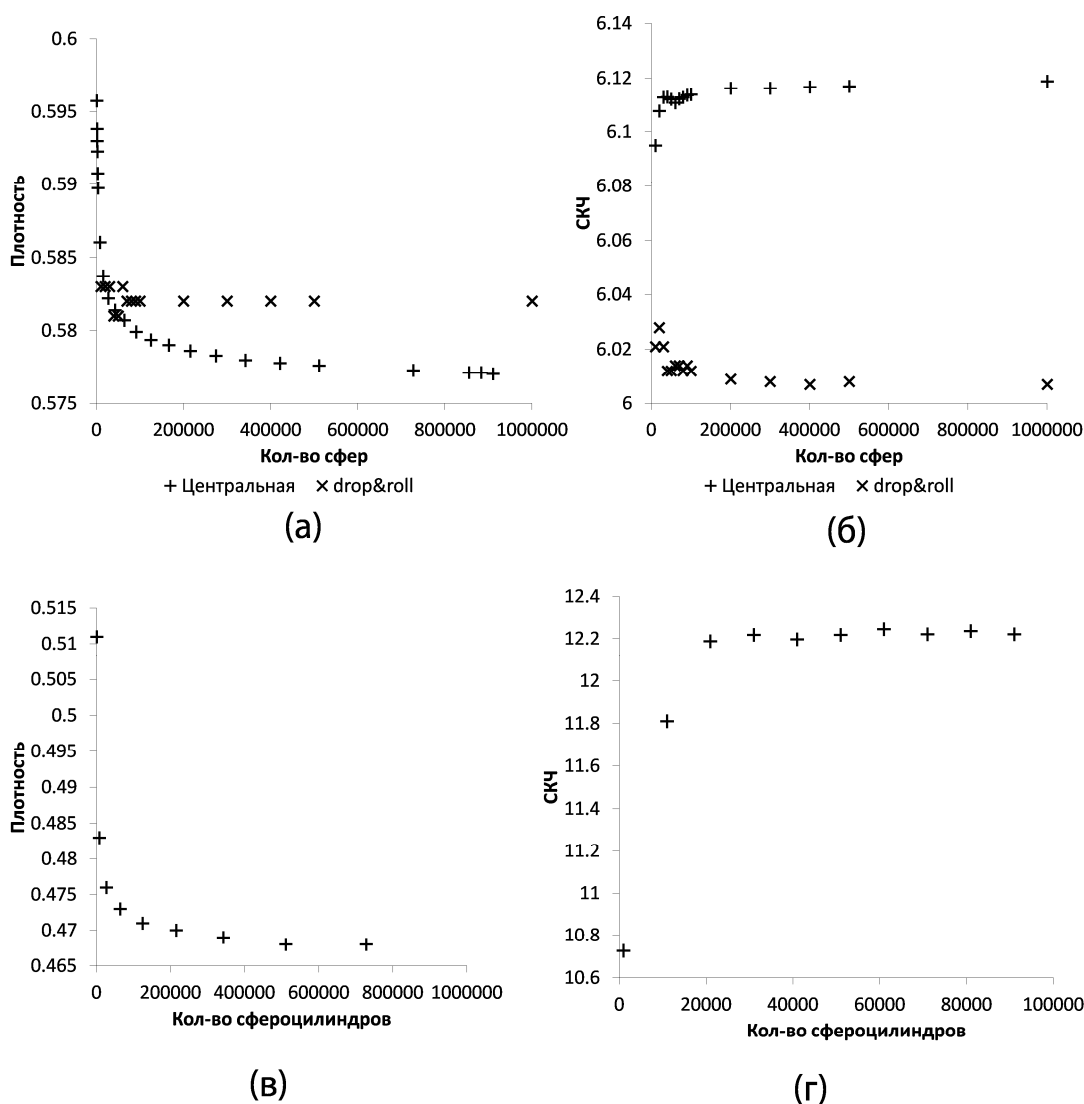 0.6
0.595
0.59
0.585
0.58
0.575
Плотность
0 200000 400000 600000 800000 1000000
Кол-во сфер
+ Центральная × drop&roll
(а)
6.14
6.12
6.1
6.08
6.06
6.04
6.02
6
СКЧ
0 200000 400000 600000 800000 1000000
Кол-во сфер
+ Центральная × drop&roll
(б)
0.515
0.51
0.505
0.5
0.495
0.49
0.485
0.48
0.475
0.47
0.465
Плотность
0 200000 400000 600000 800000 1000000
Кол-во сфероцилиндров
(в)
12.4
12.2
12
11.8
11.6
11.4
11.2
11
10.8
10.6
СКЧ
0 20000 40000 60000 80000 100000
Кол-во сфероцилиндров
(г)